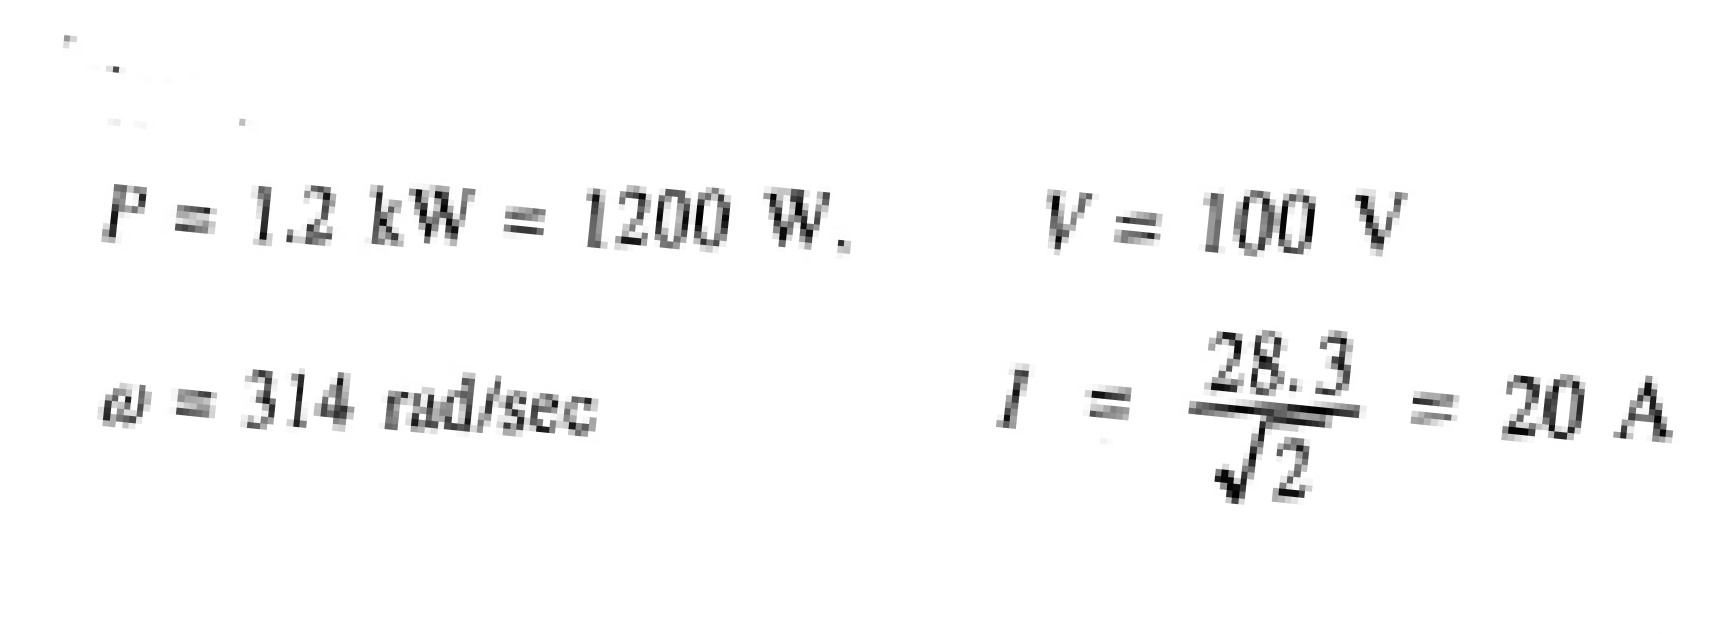 P = 1.2 kW = 1200 W. V = 100 V
ω = 314 rad/sec I = 28.3/√2 = 20 A